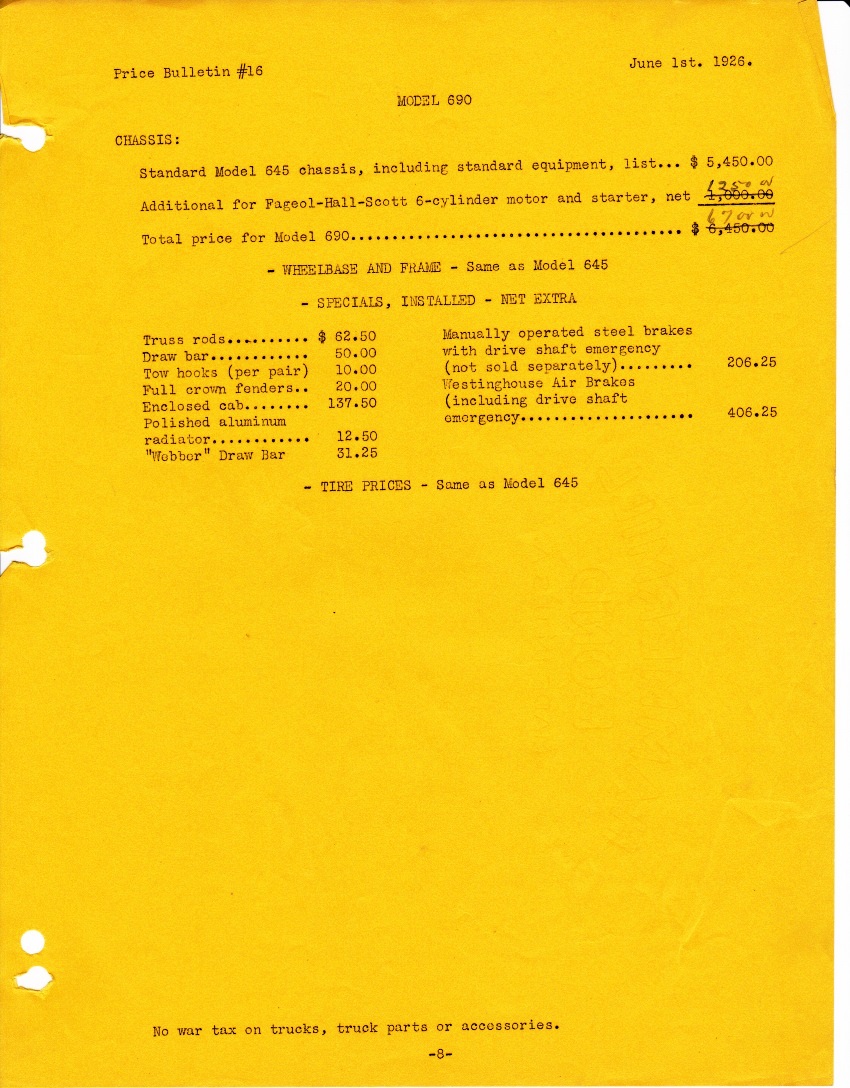 Price Bulletin #16
June 1st. 1926.
MODEL 690
CHASSIS:
Standard Model 645 chassis, including standard equipment, list... $ 5,450.00
1250 00
Additional for Fageol-Hall-Scott 6-cylinder motor and starter, net 1,000.00
6700 00
Total price for Model 690........................................ $ 6,450.00
- WHEELBASE AND FRAME - Same as Model 645
- SPECIALS, INSTALLED - NET EXTRA
Truss rods.......... $ 62.50
Draw bar............ 50.00
Tow hooks (per pair) 10.00
Full crown fenders.. 20.00
Enclosed cab........ 137.50
Polished aluminum
radiator............ 12.50
"Webber" Draw Bar 31.25
Manually operated steel brakes
with drive shaft emergency
(not sold separately)......... 206.25
Westinghouse Air Brakes
(including drive shaft
emergency..................... 406.25
- TIRE PRICES - Same as Model 645
No war tax on trucks, truck parts or accessories.
-8-